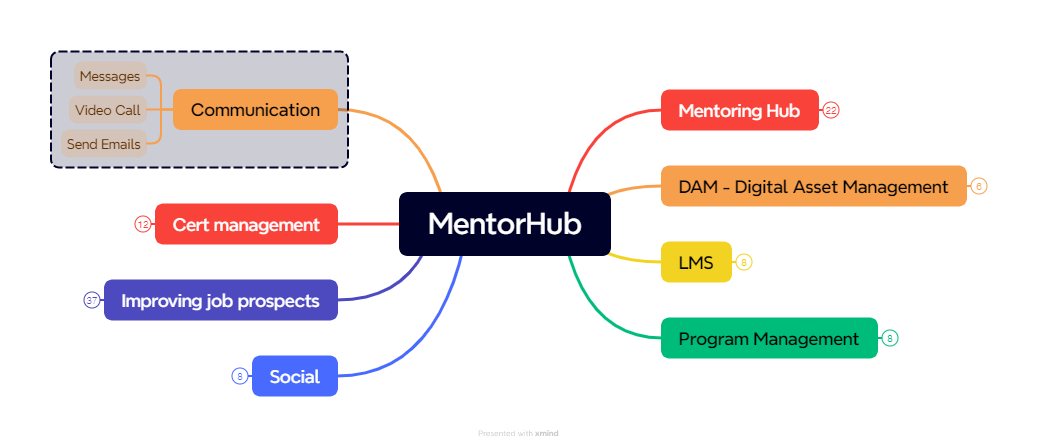 Messages
Video Call
Send Emails
Communication
Mentoring Hub
22
DAM - Digital Asset Management
6
MentorHub
Cert management
12
LMS
8
Improving job prospects
37
Program Management
8
Social
8
Presented with xmind